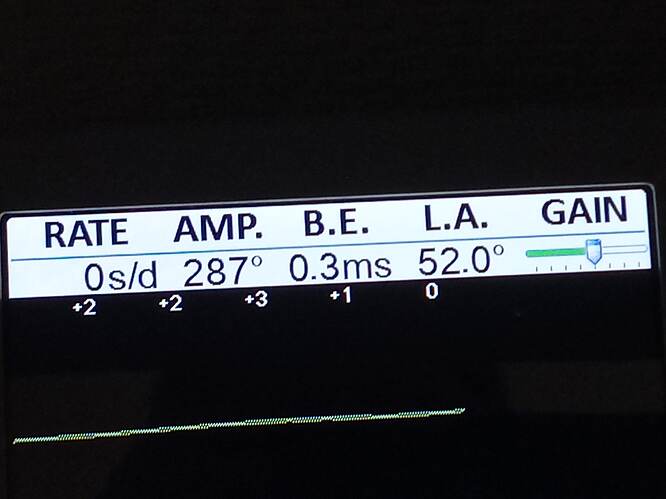 RATE AMP. B.E. L.A. GAIN
0s/d 287° 0.3ms 52.0°
+2 +2 +3 +1 0